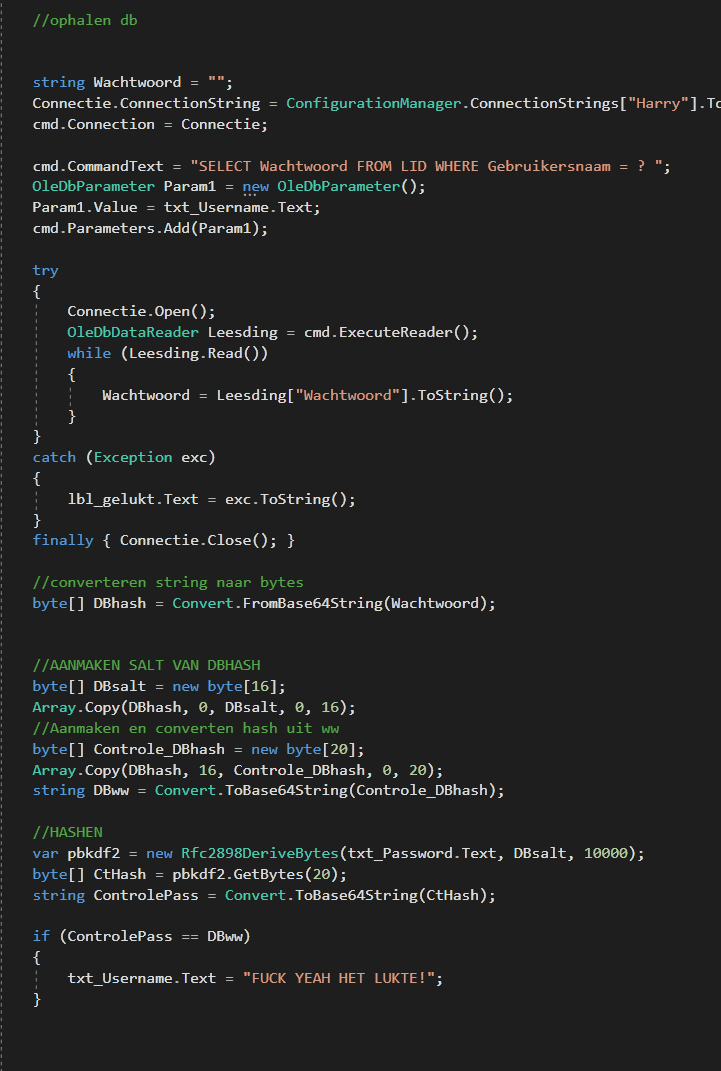 //ophalen db
string Wachtwoord = "";
Connectie.ConnectionString = ConfigurationManager.ConnectionStrings["Harry"].To
cmd.Connection = Connectie;
cmd.CommandText = "SELECT Wachtwoord FROM LID WHERE Gebruikersnaam = ? ";
OleDbParameter Param1 = new OleDbParameter();
Param1.Value = txt_Username.Text;
cmd.Parameters.Add(Param1);
try
{
Connectie.Open();
OleDbDataReader Leesding = cmd.ExecuteReader();
while (Leesding.Read())
{
Wachtwoord = Leesding["Wachtwoord"].ToString();
}
}
catch (Exception exc)
{
lbl_gelukt.Text = exc.ToString();
}
finally { Connectie.Close(); }
//converteren string naar bytes
byte[] DBhash = Convert.FromBase64String(Wachtwoord);
//AANMAKEN SALT VAN DBHASH
byte[] DBsalt = new byte[16];
Array.Copy(DBhash, 0, DBsalt, 0, 16);
//Aanmaken en converten hash uit ww
byte[] Controle_DBhash = new byte[20];
Array.Copy(DBhash, 16, Controle_DBhash, 0, 20);
string DBww = Convert.ToBase64String(Controle_DBhash);
//HASHEN
var pbkdf2 = new Rfc2898DeriveBytes(txt_Password.Text, DBsalt, 10000);
byte[] CtHash = pbkdf2.GetBytes(20);
string ControlePass = Convert.ToBase64String(CtHash);
if (ControlePass == DBww)
{
txt_Username.Text = "FUCK YEAH HET LUKTE!";
}